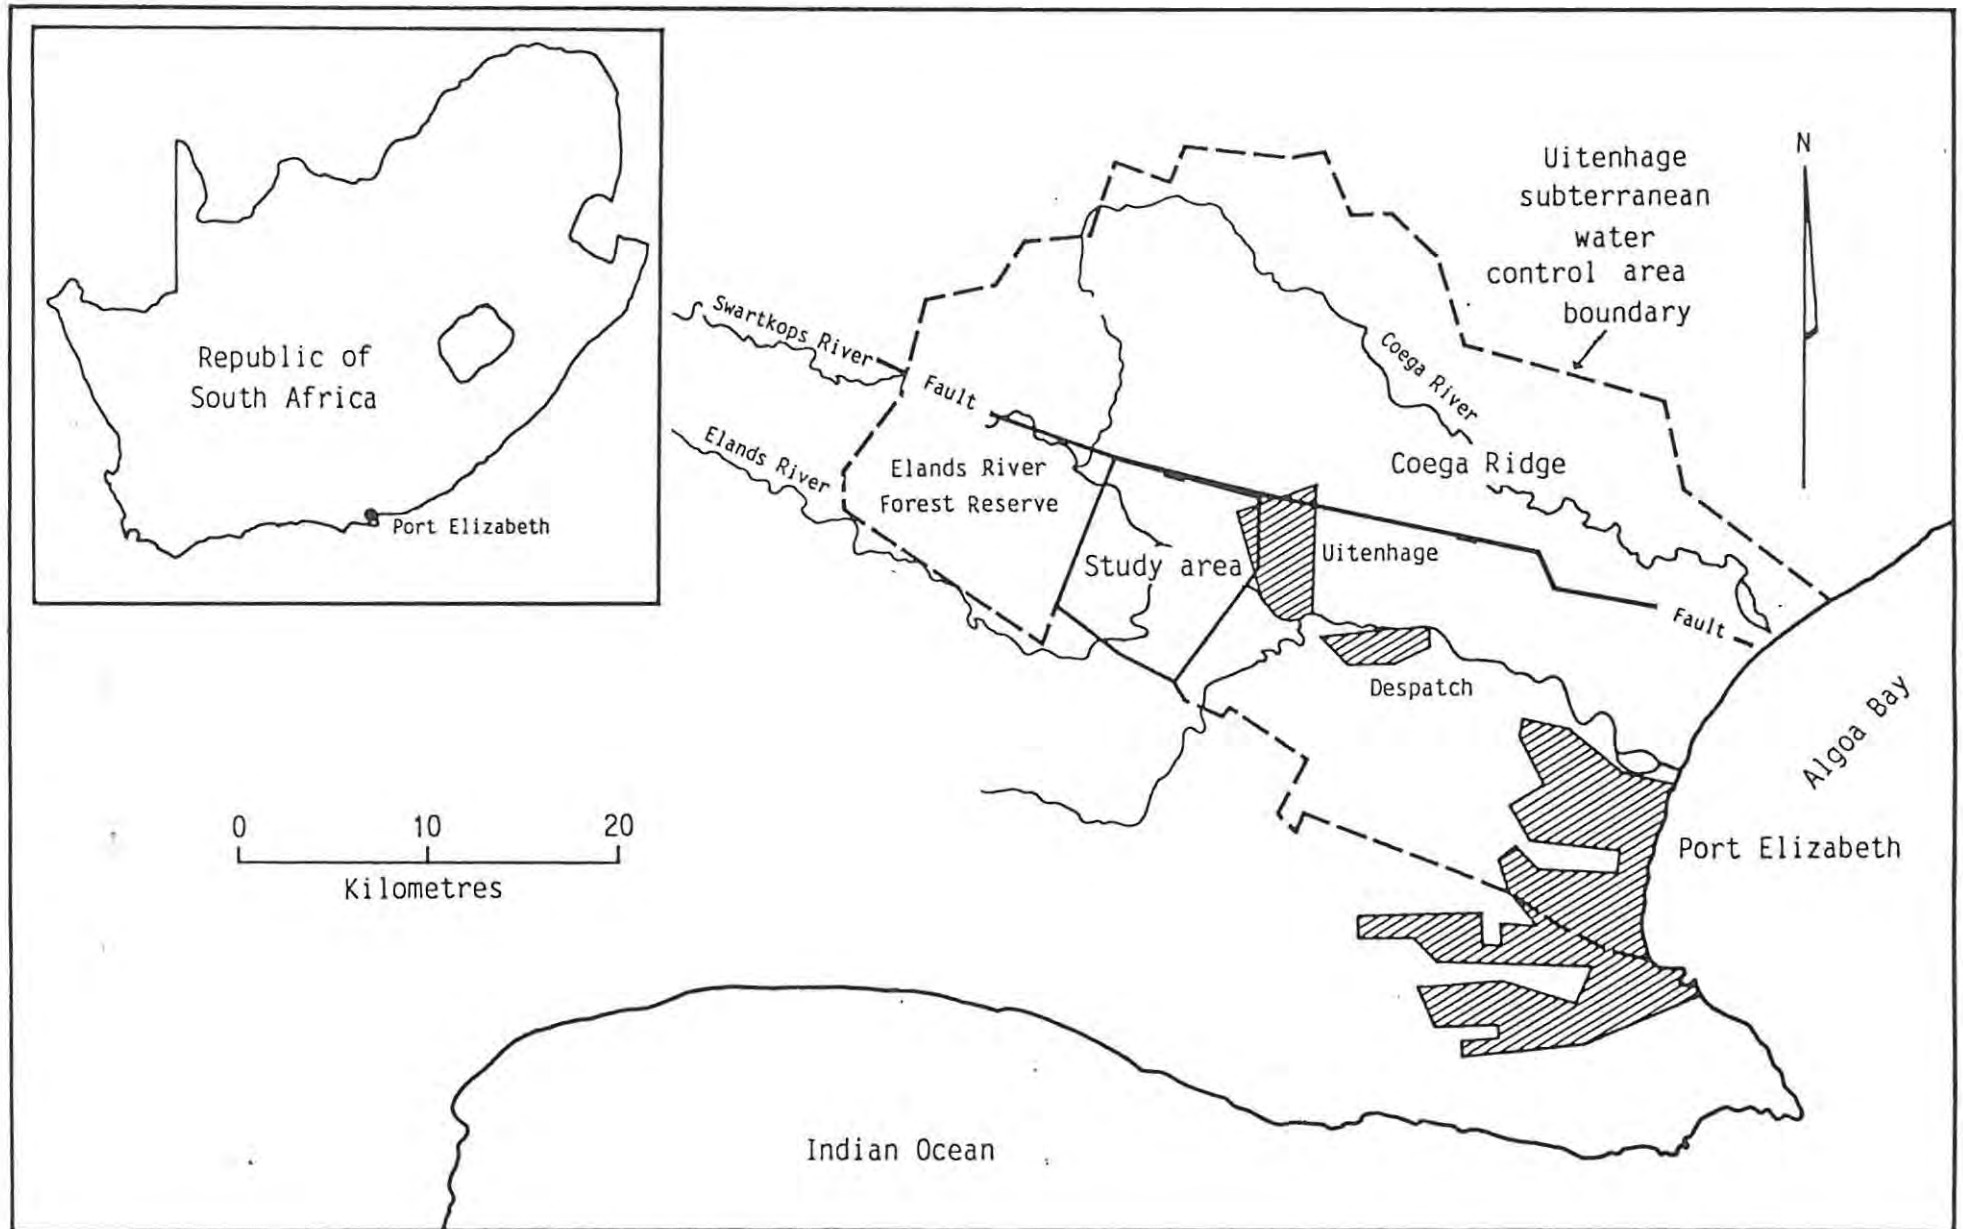 Republic of
South Africa
Port Elizabeth
Uitenhage
subterranean
water
control area
boundary
N
Swartkops River
Fault
Coega River
Elands River
Elands River
Forest Reserve
Coega Ridge
Study area
Uitenhage
Fault
Despatch
Algoa Bay
0 10 20
Kilometres
Port Elizabeth
Indian Ocean